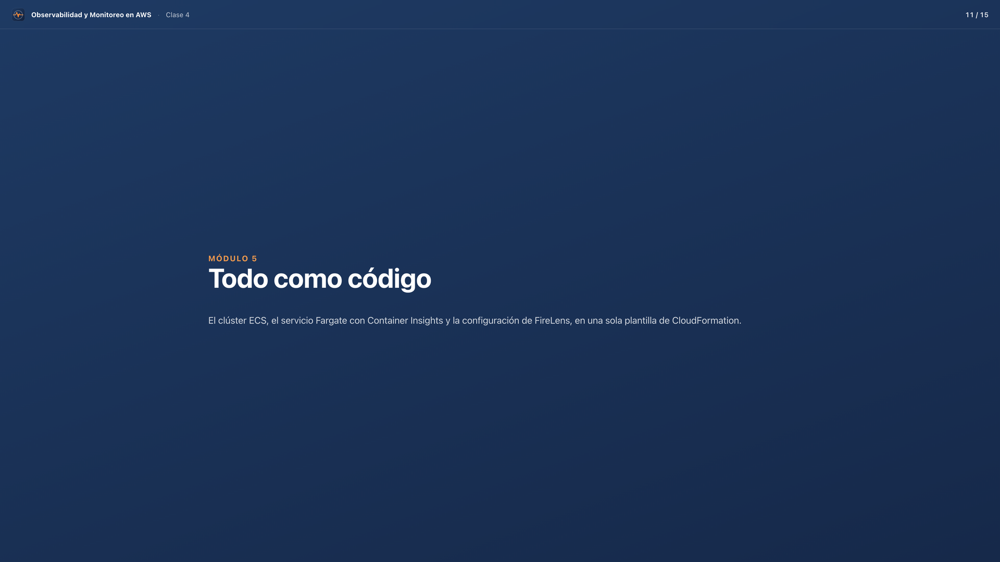 Observabilidad y Monitoreo en AWS · Clase 4
11 / 15
MÓDULO 5
Todo como código
El clúster ECS, el servicio Fargate con Container Insights y la configuración de FireLens, en una sola plantilla de CloudFormation.